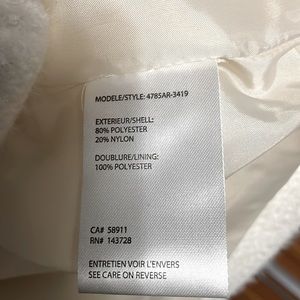 MODELE/STYLE: 4785AR-3419
EXTERIEUR/SHELL:
80% POLYESTER
20% NYLON
DOUBLURE/LINING:
100% POLYESTER
CA# 58911
RN# 143728
ENTRETIEN VOIR L'ENVERS
SEE CARE ON REVERSE